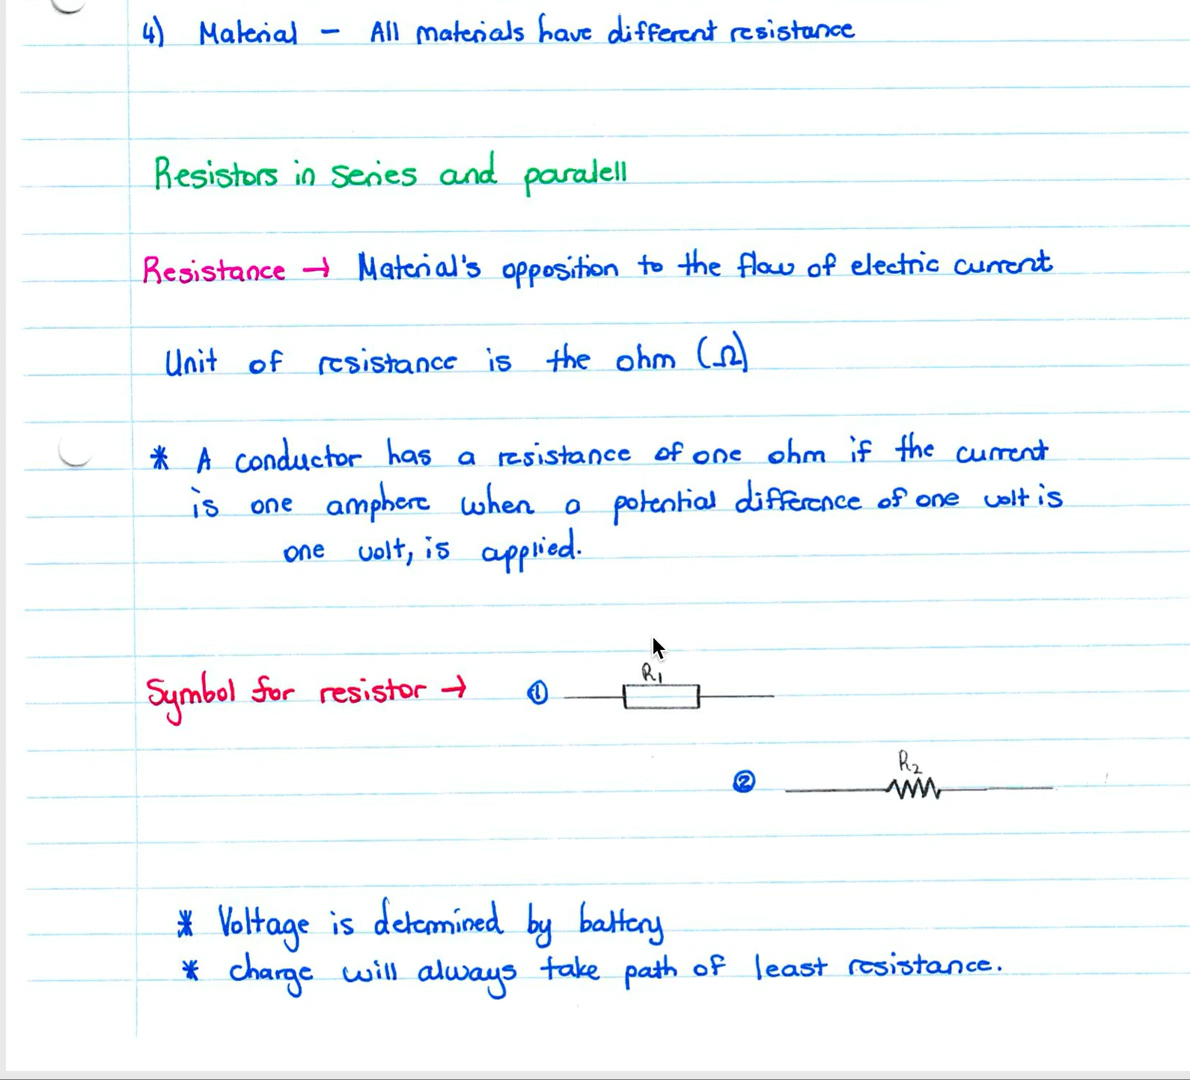 4) Material - All materials have different resistance
Resistors in series and paralell
Resistance → Material's opposition to the flow of electric current
Unit of resistance is the ohm (Ω)
* A conductor has a resistance of one ohm if the current
is one amphere when a potential difference of one volt is
one volt, is applied.
Symbol for resistor → ① R₁
② R₂
* Voltage is determined by battery
* charge will always take path of least resistance.